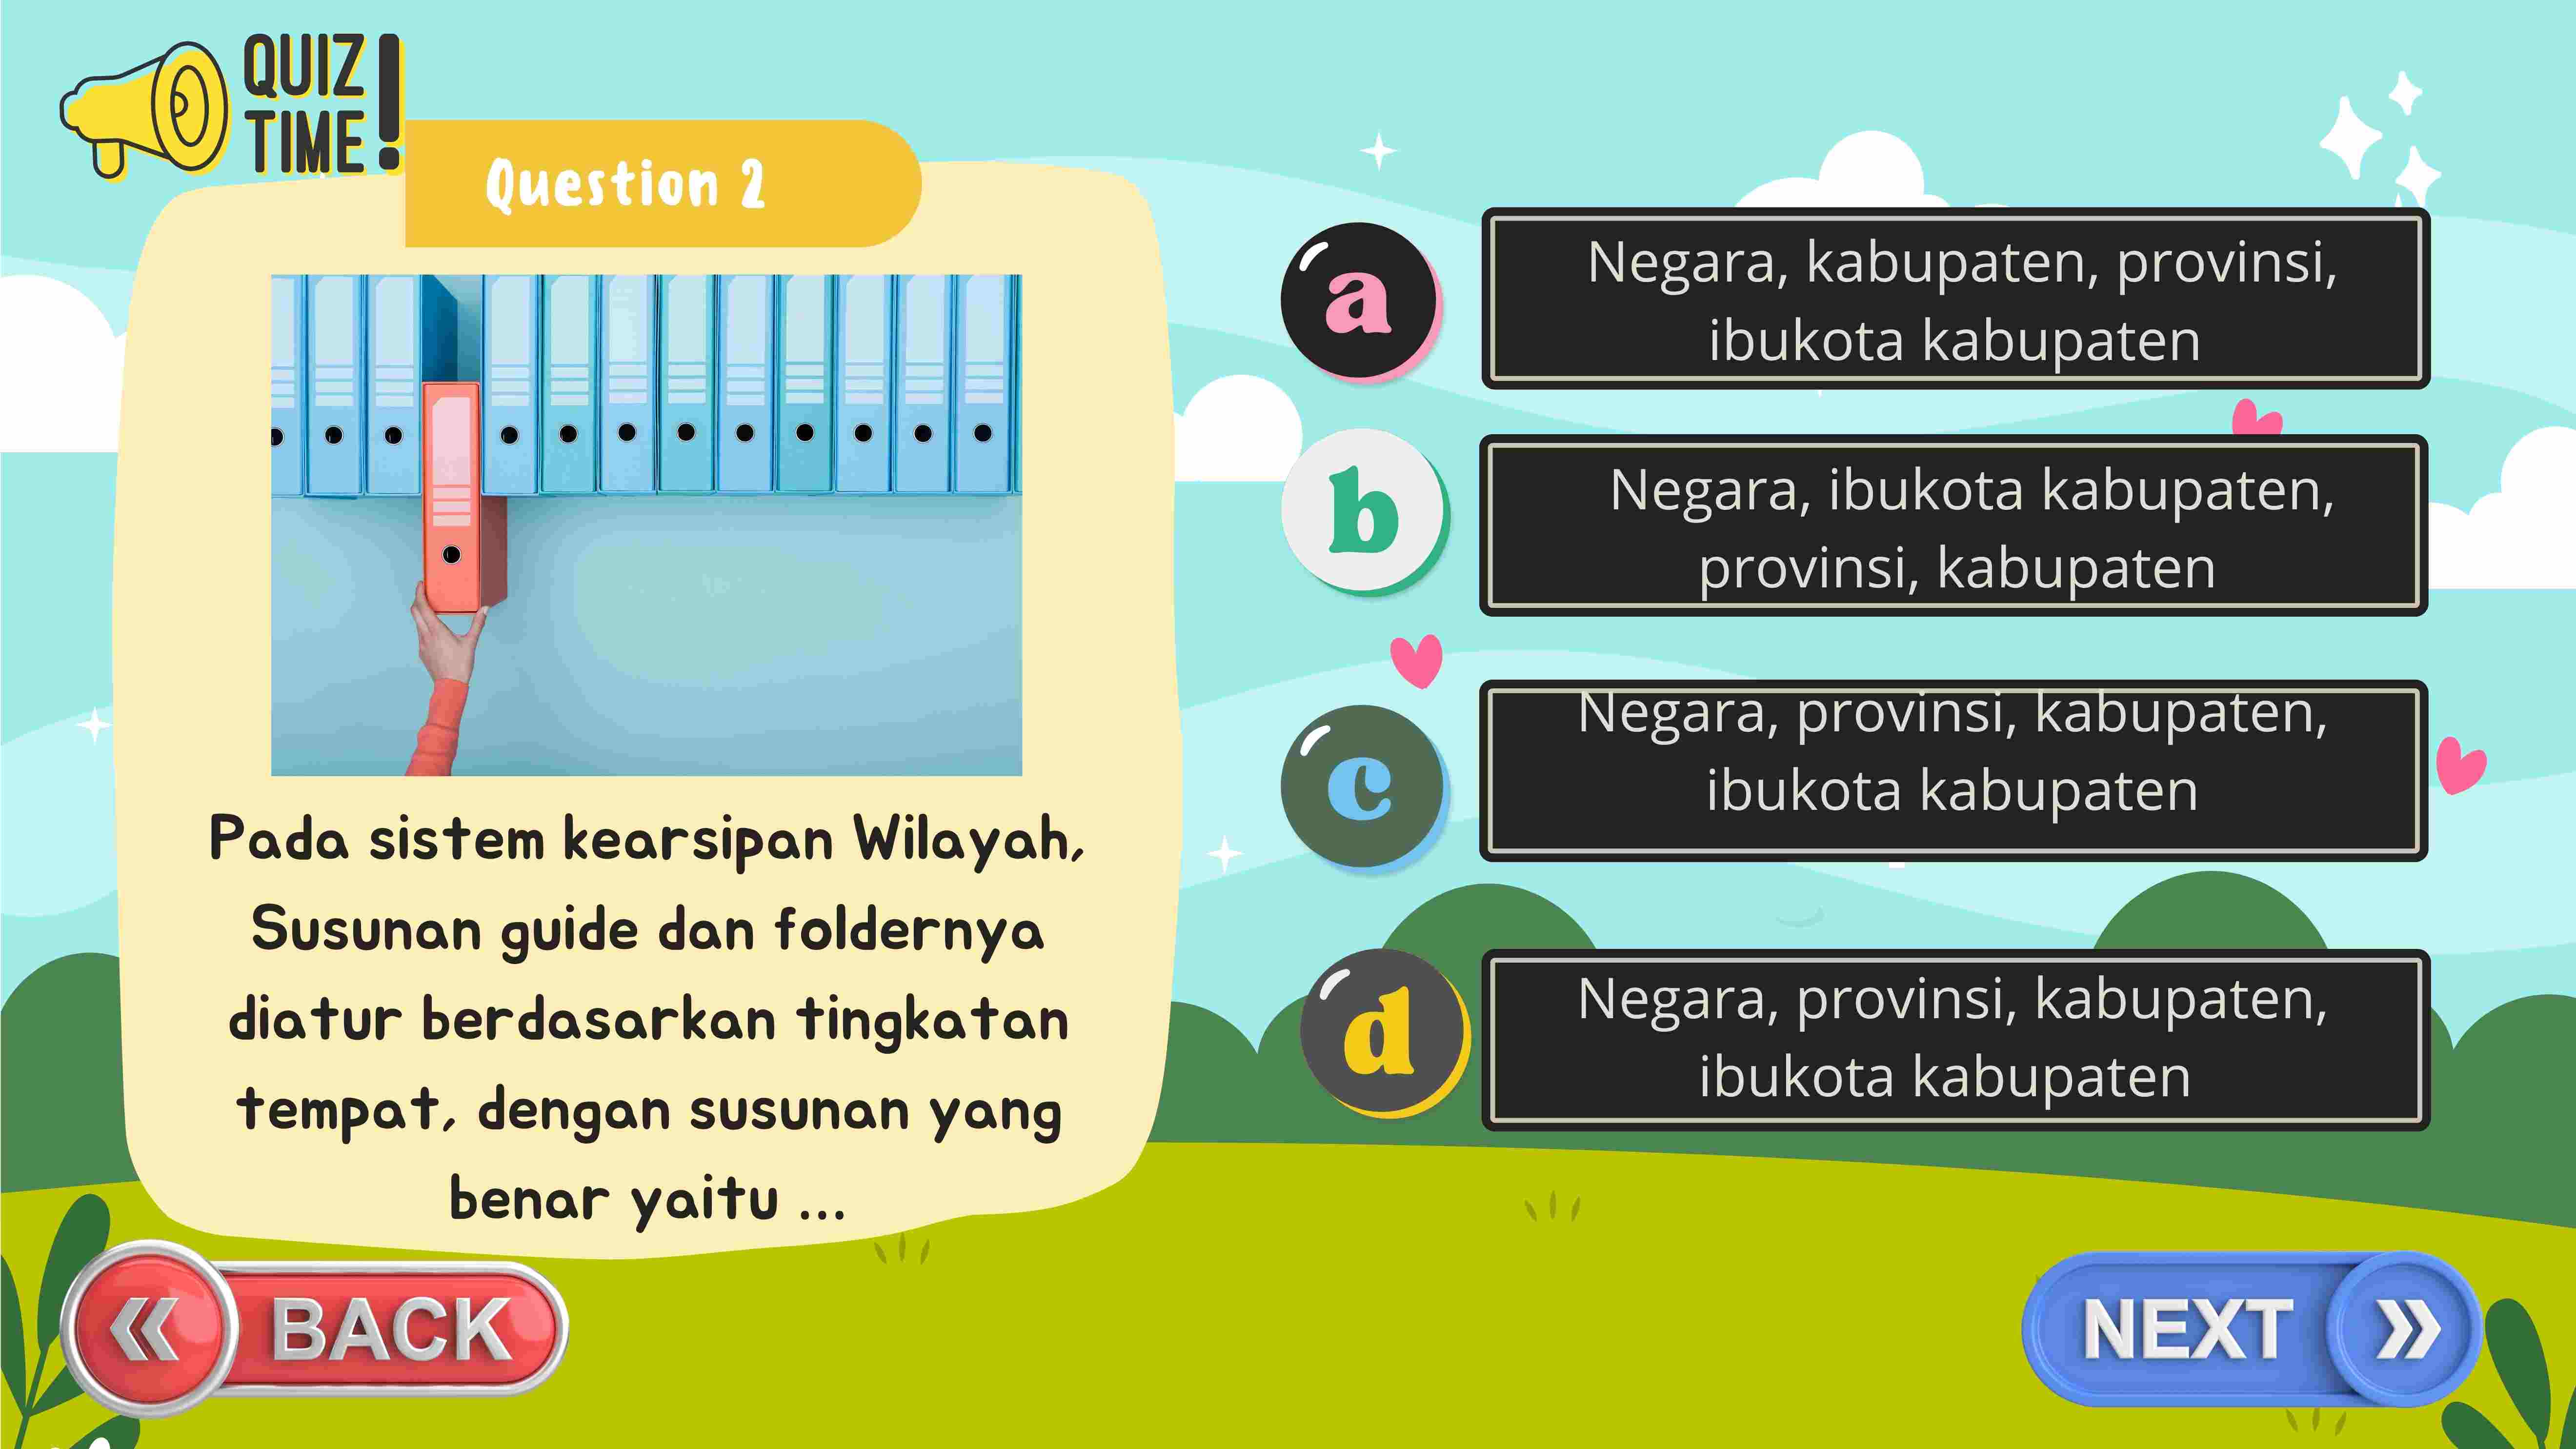 QUIZ
TIME!
Question 2
Pada sistem kearsipan Wilayah,
Susunan guide dan foldernya
diatur berdasarkan tingkatan
tempat, dengan susunan yang
benar yaitu ...
a
Negara, kabupaten, provinsi,
ibukota kabupaten
b
Negara, ibukota kabupaten,
provinsi, kabupaten
c
Negara, provinsi, kabupaten,
ibukota kabupaten
d
Negara, provinsi, kabupaten,
ibukota kabupaten
BACK
NEXT